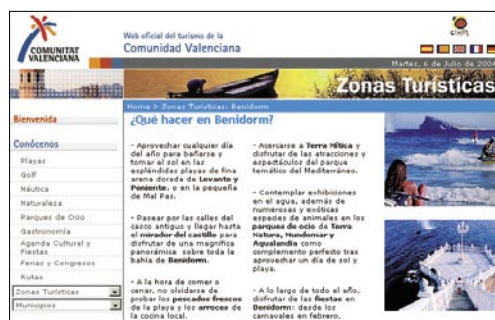 COMUNITAT
VALENCIANA
Web oficial del turismo de la
Comunidad Valenciana
Martes, 6 de Julio de 2004
Zonas Turísticas
Home > Zonas Turísticas: Benidorm
Bienvenida
Conócenos
Playas
Golf
Náutica
Naturaleza
Parques de Ocio
Gastronomía
Agenda Cultural y
Fiestas
Ferias y Congresos
Rutas
Zonas Turísticas
Municipios
¿Qué hacer en Benidorm?
- Aprovechar cualquier día
del año para bañarse y
tomar el sol en las
espléndidas playas de fina
arena dorada de Levante y
Poniente, o en la pequeña
de Mal Pas.
- Pasear por las calles del
casco antiguo y llegar hasta
el mirador del castillo para
disfrutar de una magnífica
panorámica sobre toda la
bahía de Benidorm.
- A la hora de comer o
cenar, no olvidarse de
probar los pescados frescos
de la playa y los arroces de
la cocina local.
- Acercarse a Terra Mítica y
disfrutar de las atracciones y
espectáculos del parque
temático del Mediterráneo.
- Contemplar exhibiciones
en el agua, además de
numerosas y exóticas
especies de animales en los
parques de ocio de Terra
Natura, Mundomar y
Aqualandia como
complemento perfecto tras
aprovechar un día de sol y
playa.
- A lo largo de todo el año,
disfrutar de las fiestas en
Benidorm: desde los
carnavales en febrero,